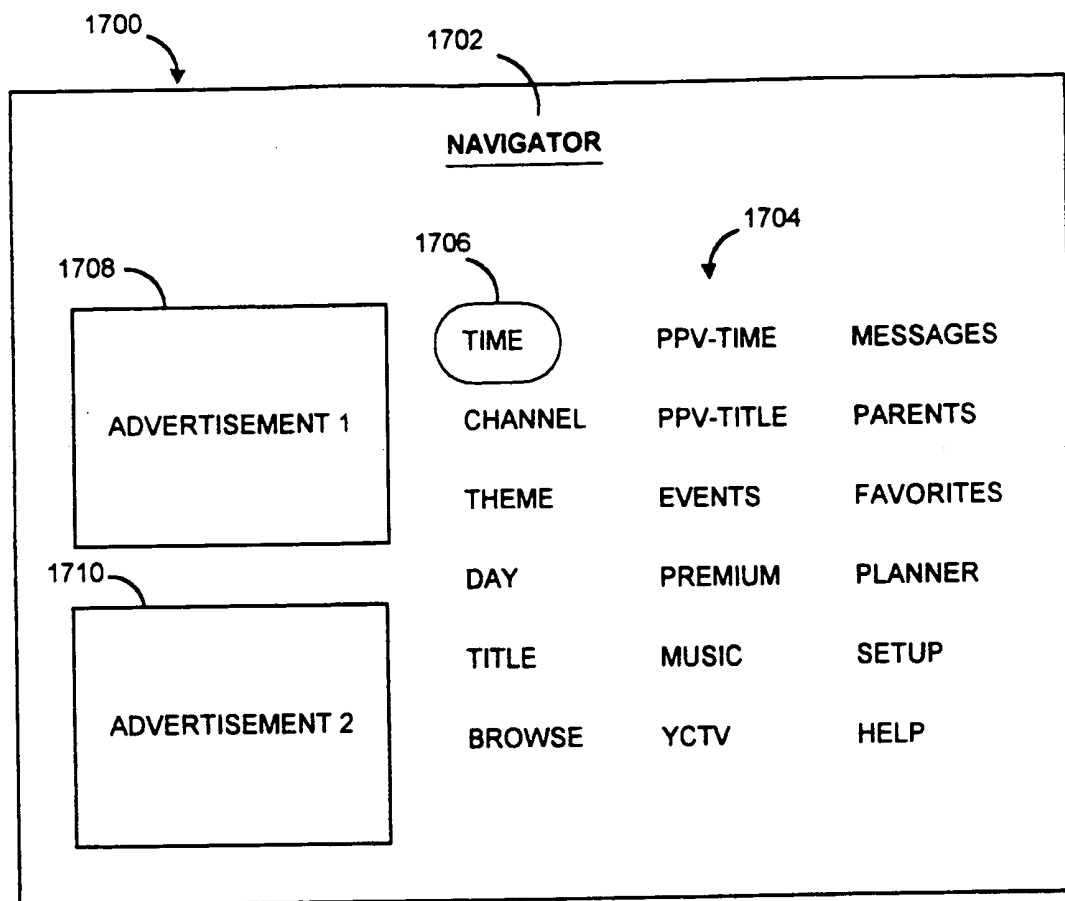 1700
1702
NAVIGATOR
1704
1706
1708
TIME PPV-TIME MESSAGES
ADVERTISEMENT 1
CHANNEL PPV-TITLE PARENTS
THEME EVENTS FAVORITES
1710
DAY PREMIUM PLANNER
TITLE MUSIC SETUP
ADVERTISEMENT 2
BROWSE YCTV HELP